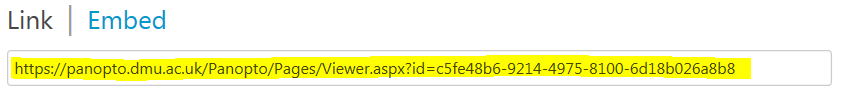 Link | Embed
https://panopto.dmu.ac.uk/Panopto/Pages/Viewer.aspx?id=c5fe48b6-9214-4975-8100-6d18b026a8b8